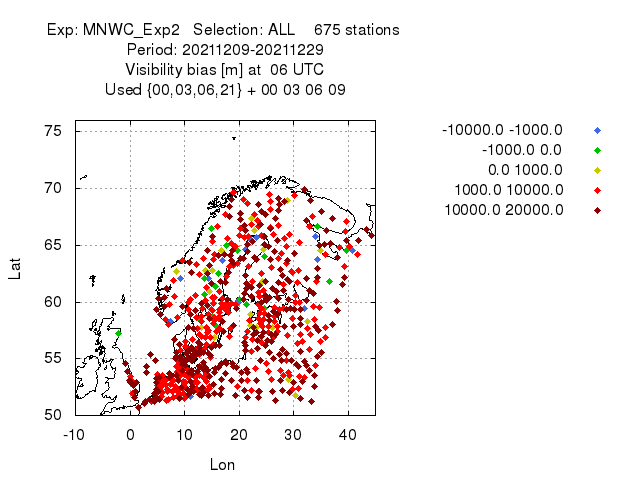 Exp: MNWC_Exp2   Selection: ALL    675 stations
Period: 20211209-20211229
Visibility bias [m] at  06 UTC
Used {00,03,06,21} + 00 03 06 09
-10000.0 -1000.0
-1000.0 0.0
0.0 1000.0
1000.0 10000.0
10000.0 20000.0
75
70
65
60
55
50
Lat
-10 0 10 20 30 40
Lon